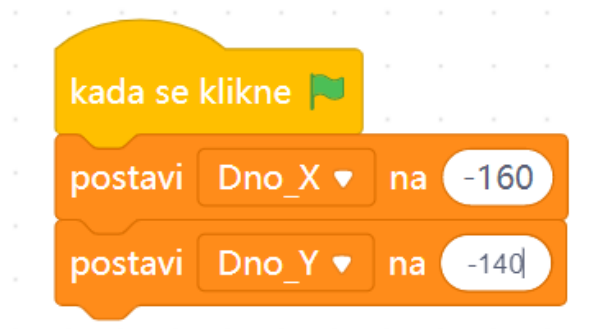 kada se klikne
postavi Dno_X na -160
postavi Dno_Y na -140